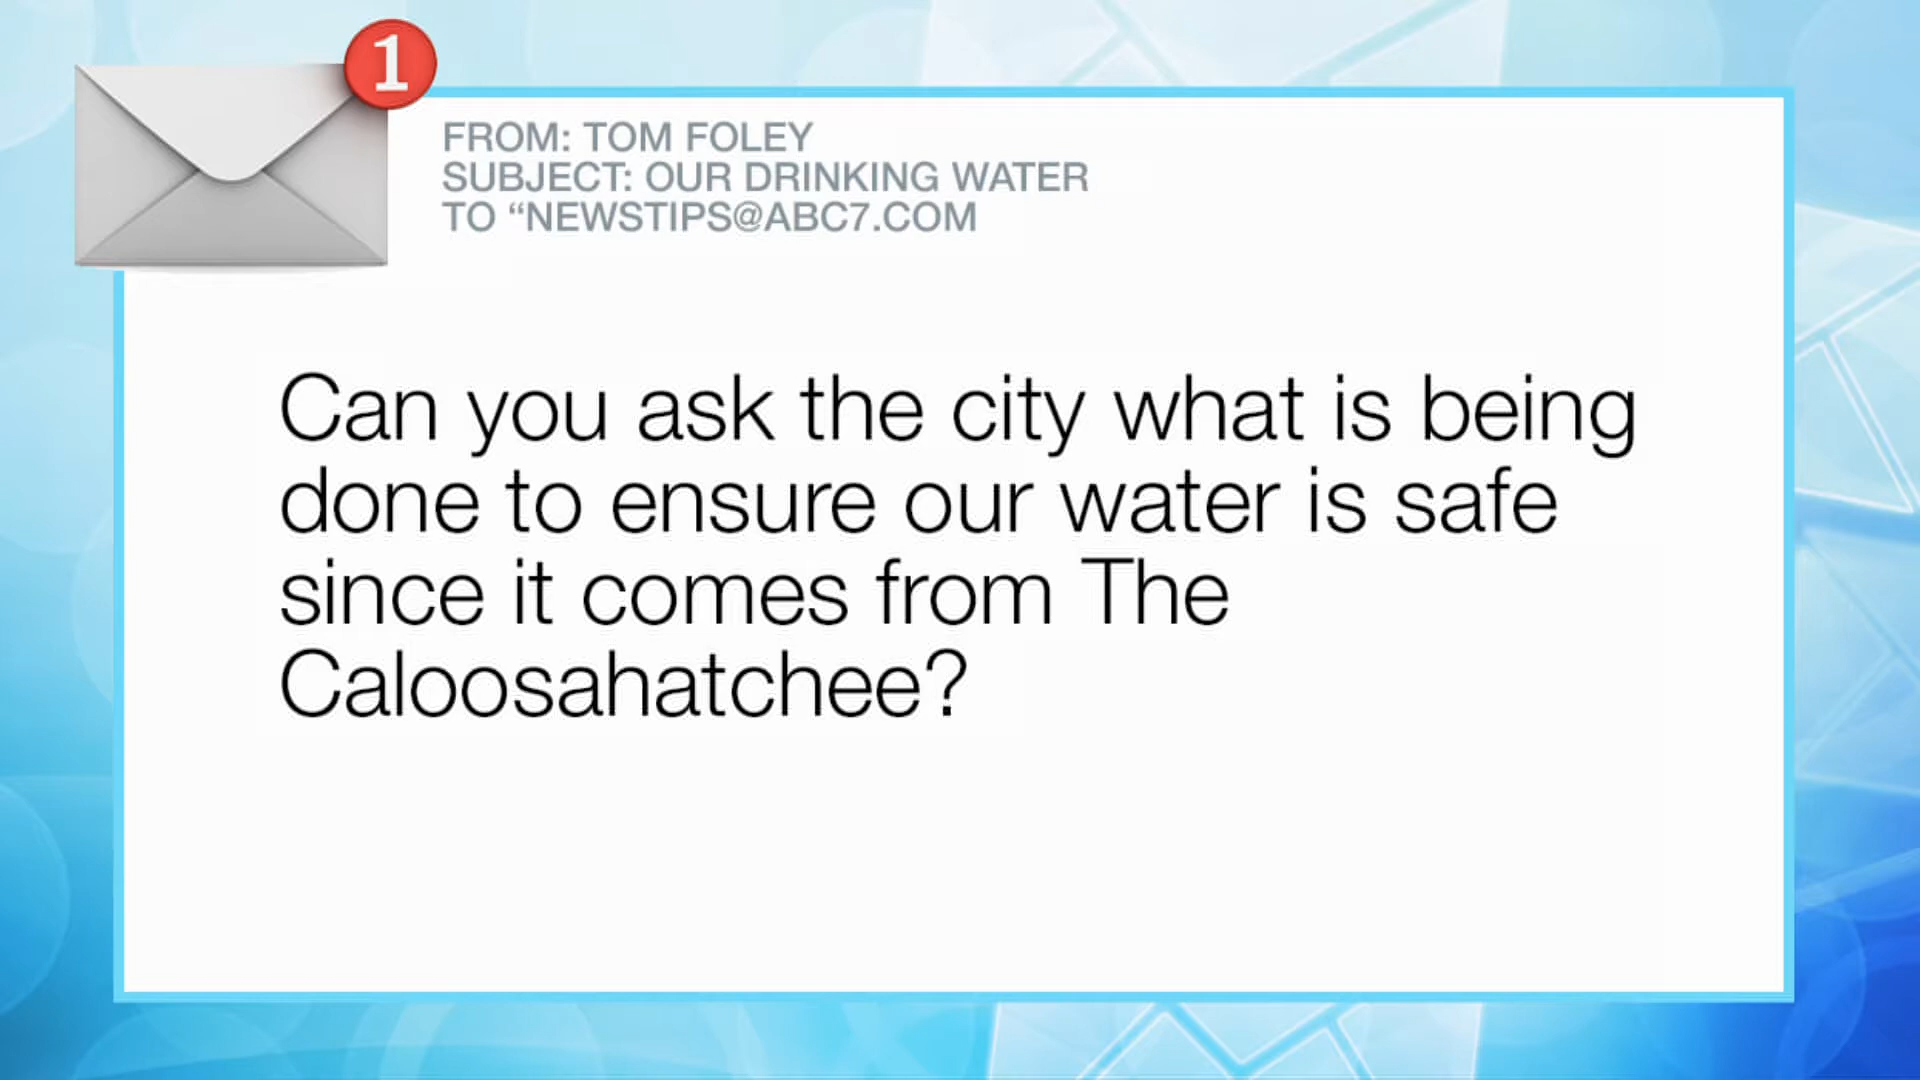 1
FROM: TOM FOLEY
SUBJECT: OUR DRINKING WATER
TO “NEWSTIPS@ABC7.COM
Can you ask the city what is being
done to ensure our water is safe
since it comes from The
Caloosahatchee?